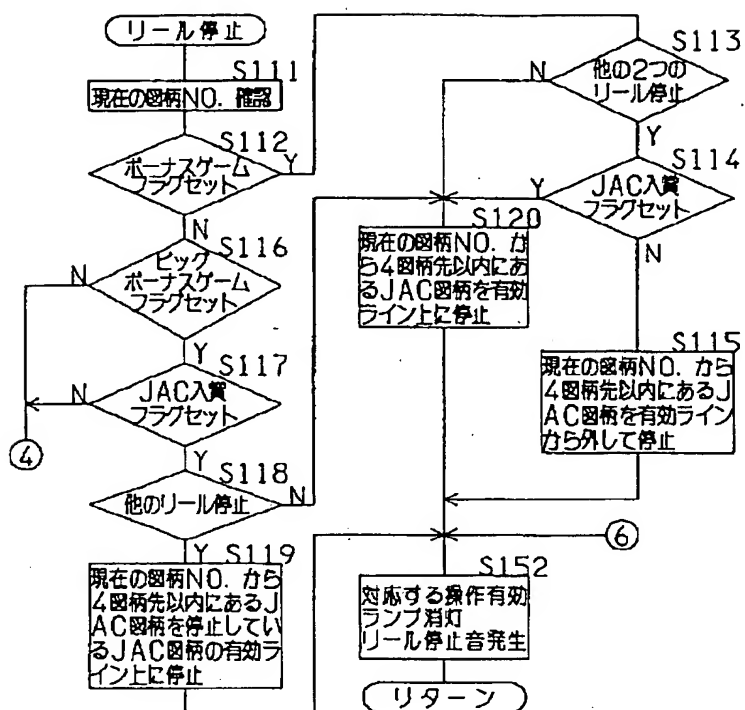 リール停止
S111
現在の図柄NO. 確認
S112
ボーナスゲーム
フラグセット
Y
N
S116
ビッグ
ボーナスゲーム
フラグセット
N
Y
S117
JAC入賞
フラグセット
N
④
Y
S118
他のリール停止
N
Y
S119
現在の図柄NO. から
4図柄先以内にあるJ
AC図柄を停止してい
るJAC図柄の有効ラ
イン上に停止
S113
他の2つの
リール停止
N
Y
S114
JAC入賞
フラグセット
Y
N
S120
現在の図柄NO. か
ら4図柄先以内にあ
るJAC図柄を有効
ライン上に停止
S115
現在の図柄NO. から
4図柄先以内にあるJ
AC図柄を有効ライン
から外して停止
⑥
S152
対応する操作有効
ランプ消灯
リール停止音発生
リターン